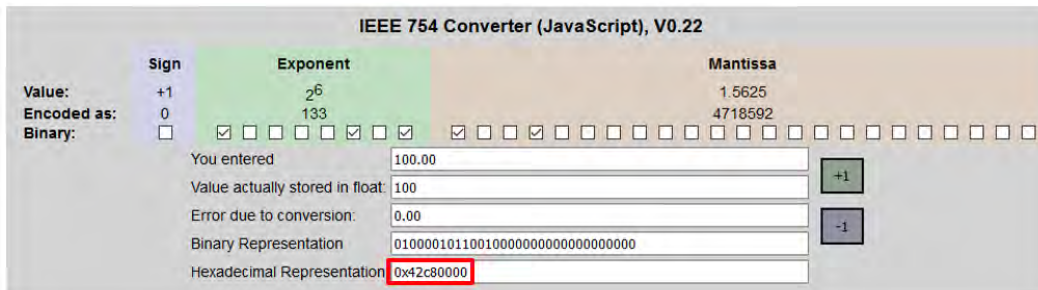 IEEE 754 Converter (JavaScript), V0.22
Sign Exponent Mantissa
Value: +1 2^6 1.5625
Encoded as: 0 133 4718592
Binary:
You entered 100.00
Value actually stored in float: 100
+1
Error due to conversion: 0.00
-1
Binary Representation 01000010110010000000000000000000
Hexadecimal Representation 0x42c80000